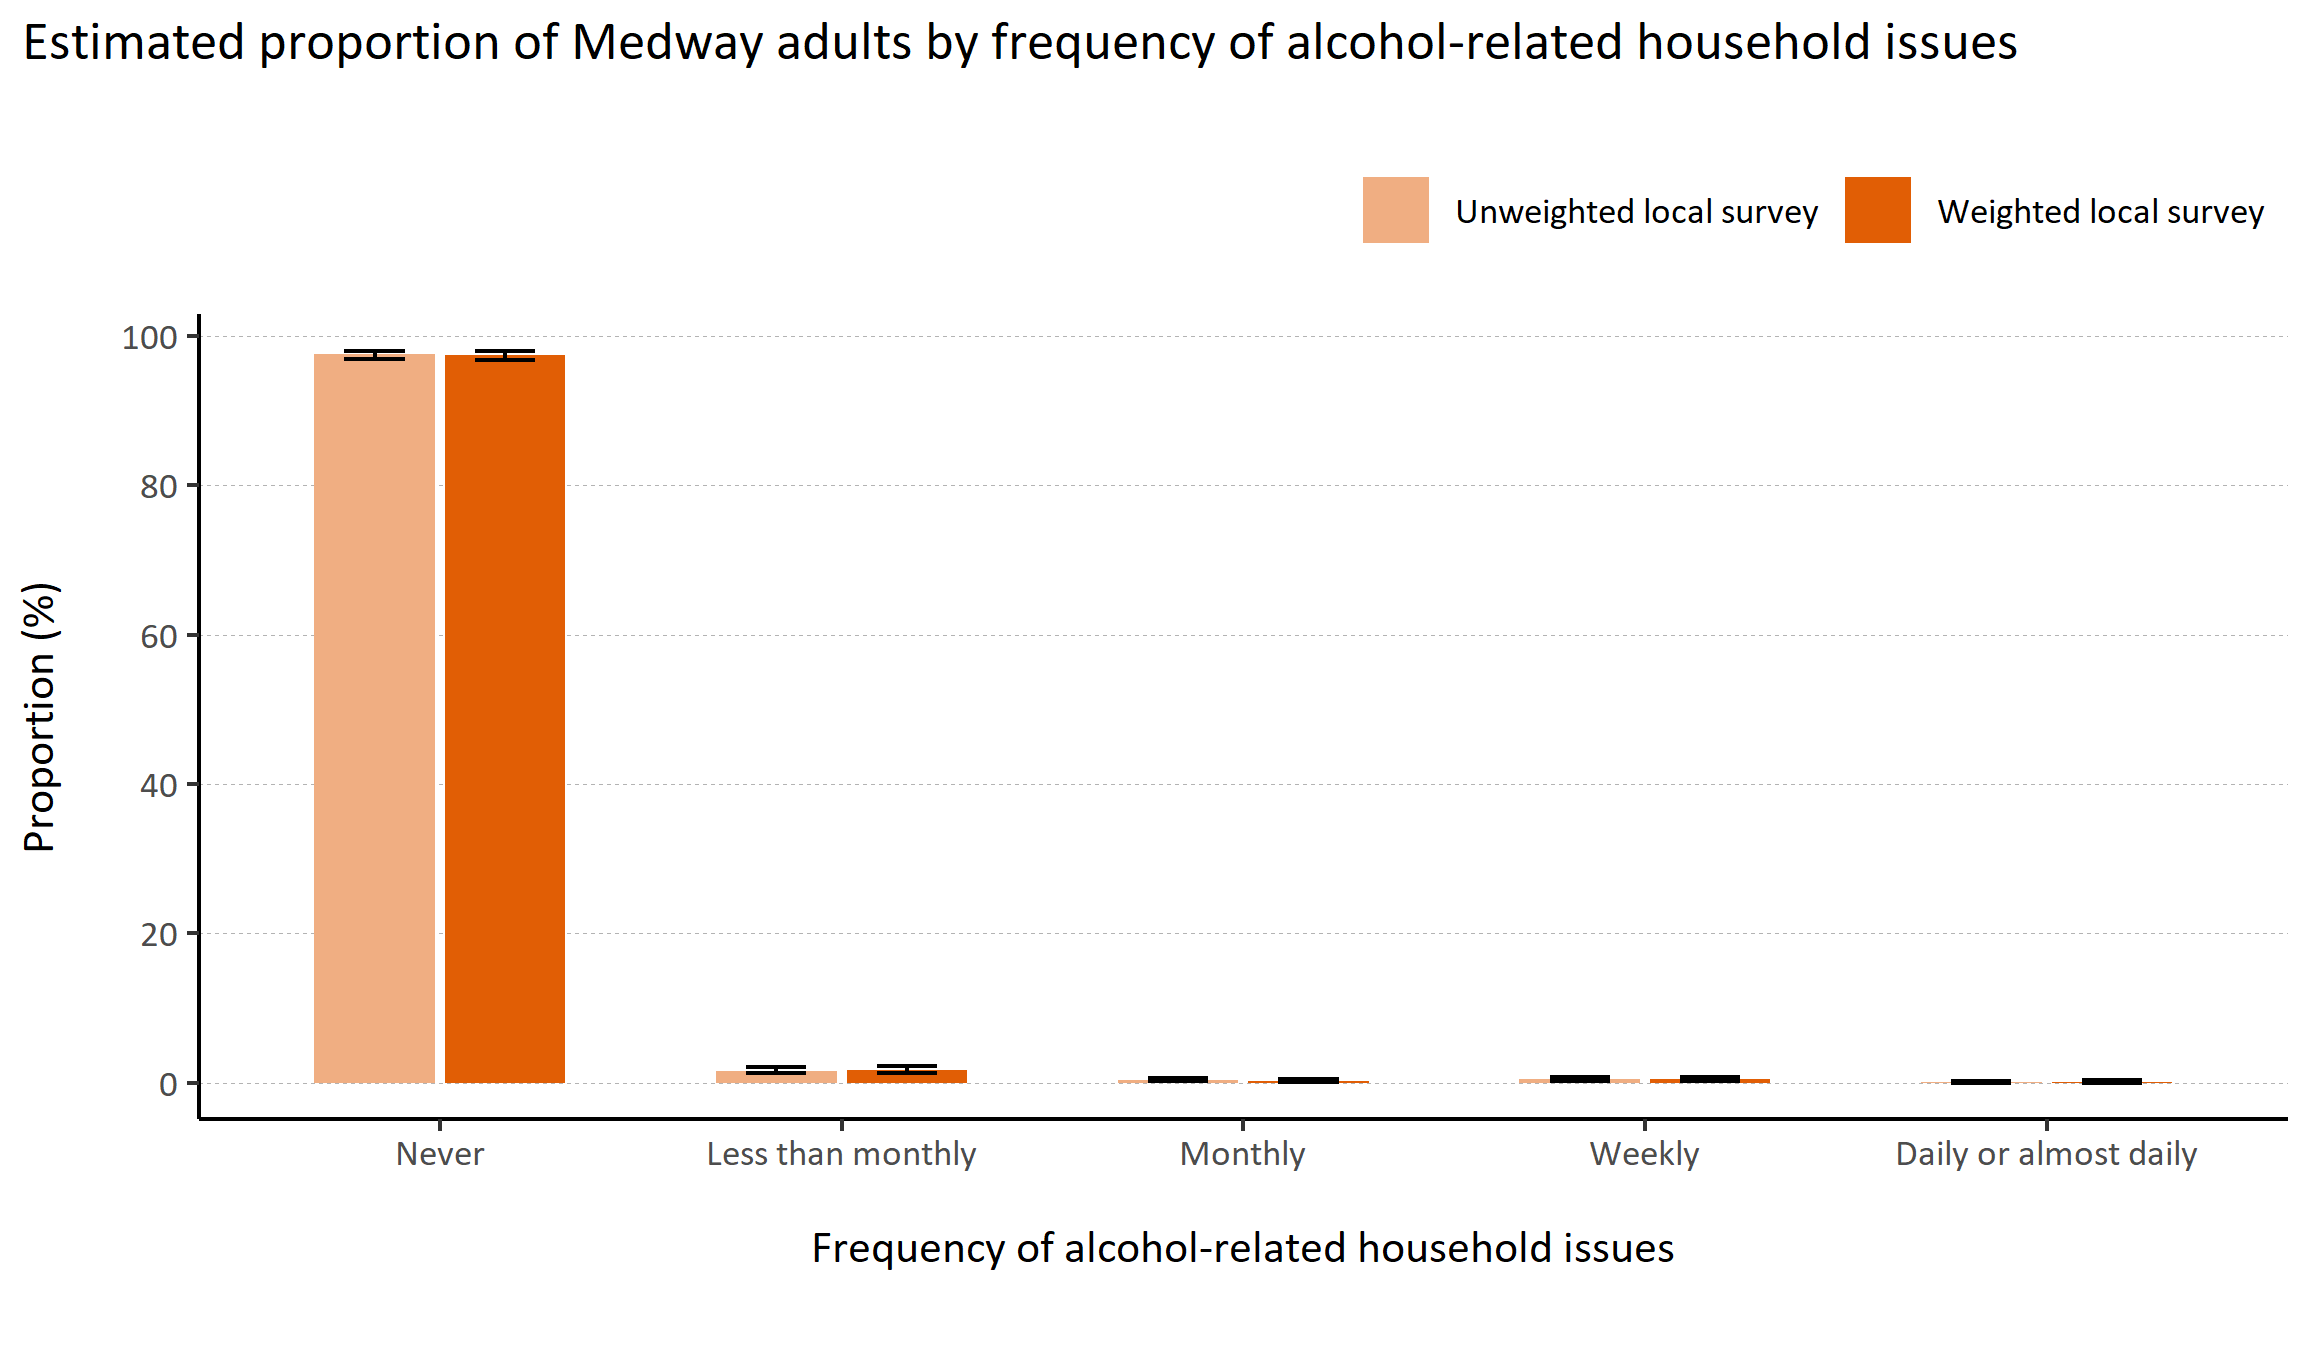 Estimated proportion of Medway adults by frequency of alcohol-related household issues
Unweighted local survey
Weighted local survey
Proportion (%)
100
80
60
40
20
0
Never
Less than monthly
Monthly
Weekly
Daily or almost daily
Frequency of alcohol-related household issues